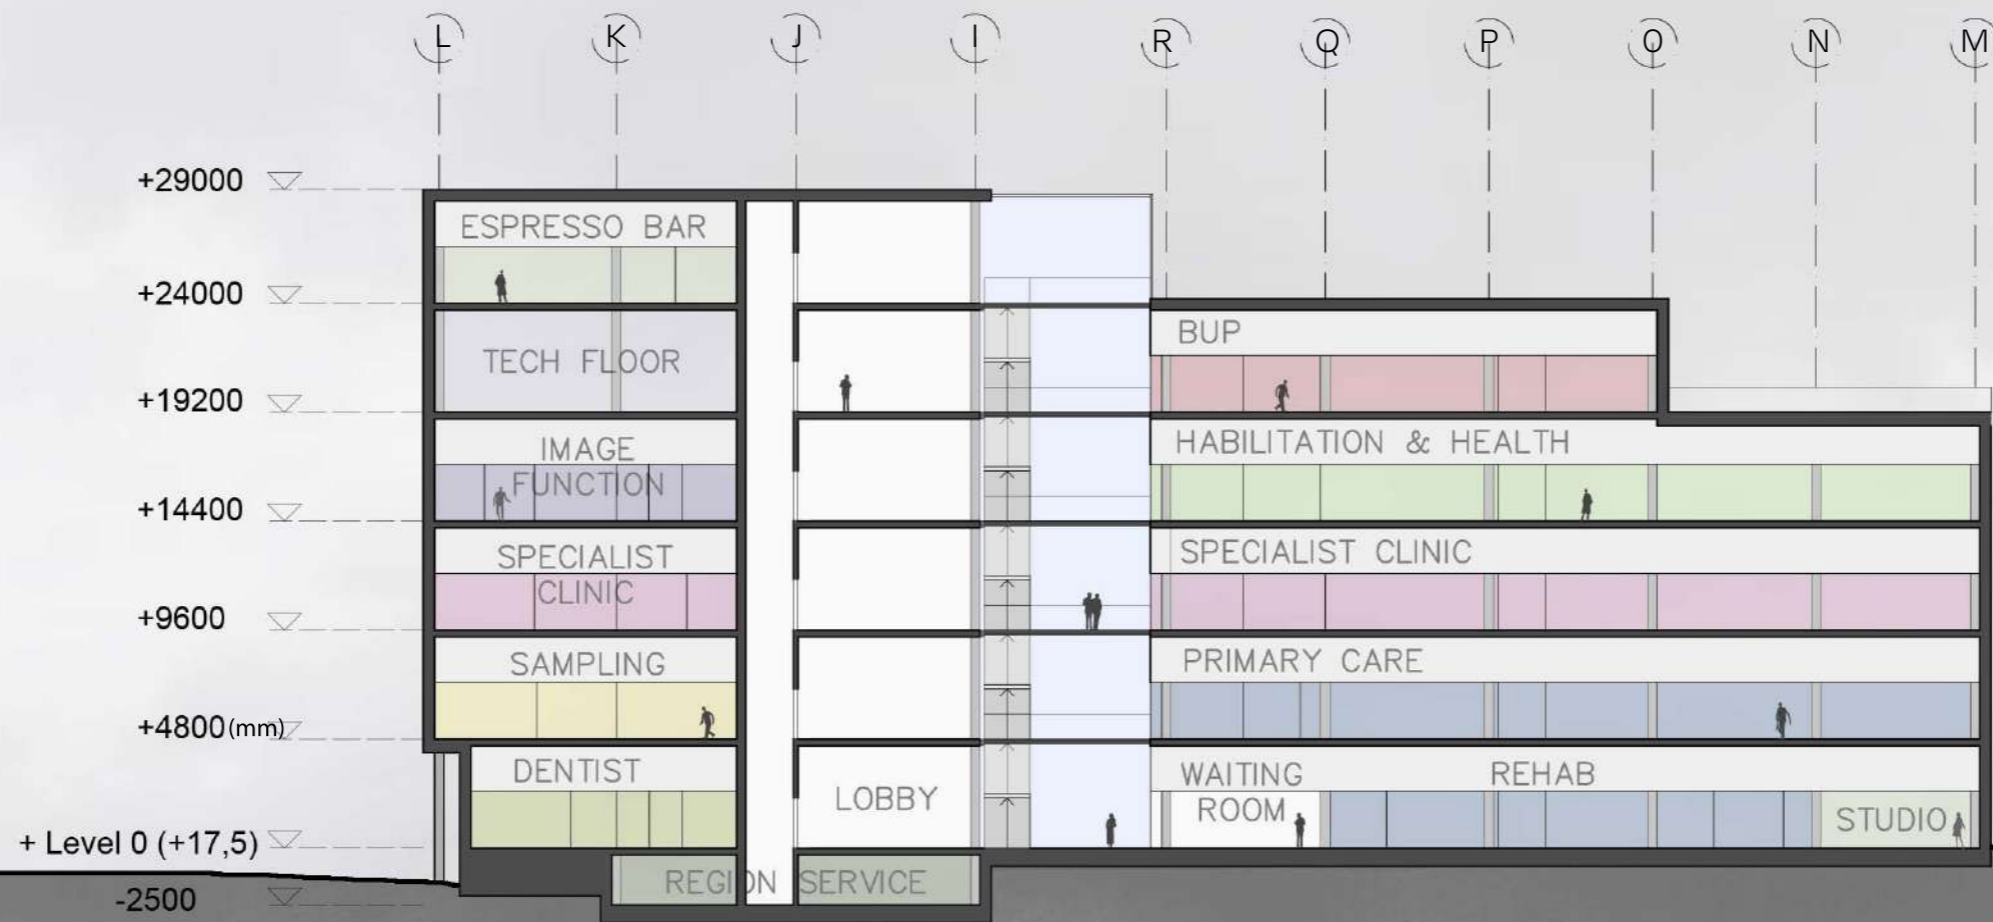 L K J I R Q P O N M
+29000
ESPRESSO BAR
+24000
BUP
TECH FLOOR
+19200
IMAGE
FUNCTION
HABILITATION & HEALTH
+14400
SPECIALIST
CLINIC
SPECIALIST CLINIC
+9600
SAMPLING
PRIMARY CARE
+4800(mm)
DENTIST
LOBBY
WAITING
ROOM
REHAB
STUDIO
+ Level 0 (+17,5)
REGION SERVICE
-2500